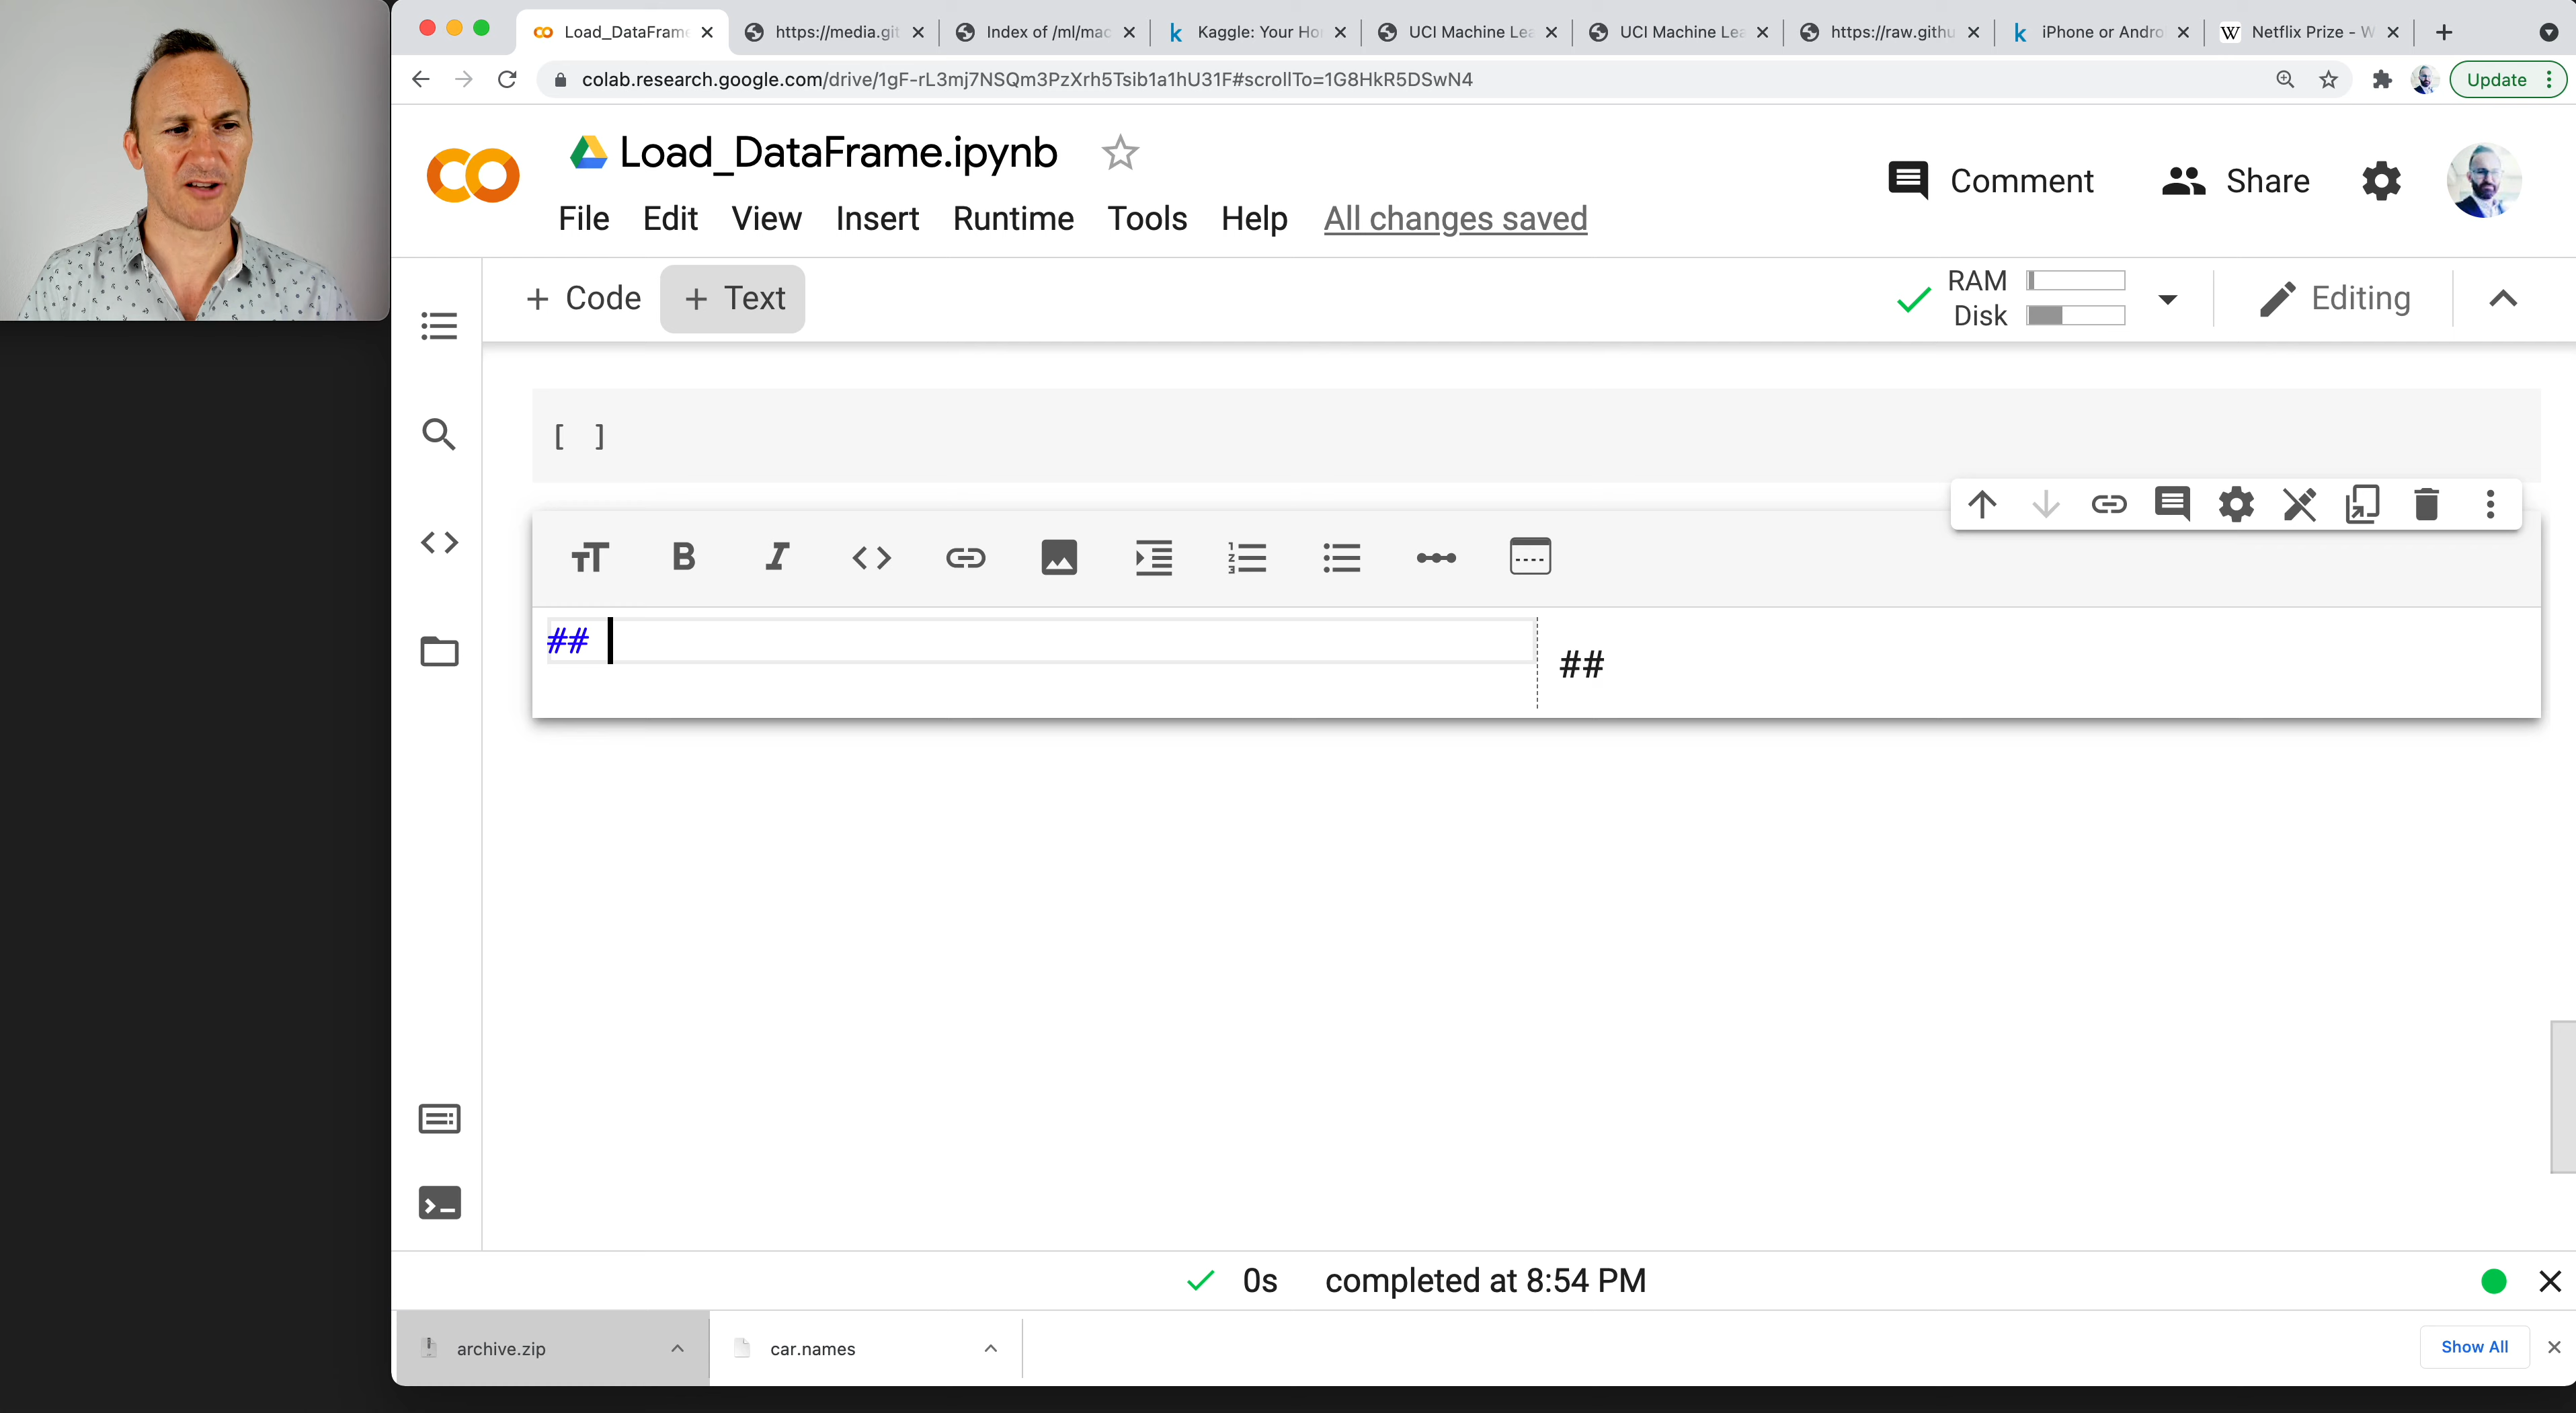 Load_DataFrame
https://media.git
Index of /ml/mac
Kaggle: Your Ho
UCI Machine Lea
UCI Machine Lea
https://raw.githu
iPhone or Andro
Netflix Prize - W
colab.research.google.com/drive/1gF-rL3mj7NSQm3PzXrh5Tsib1a1hU31F#scrollTo=1G8HkR5DSwN4
Update
Load_DataFrame.ipynb
Comment
Share
File Edit View Insert Runtime Tools Help All changes saved
+ Code + Text
RAM
Disk
Editing
[ ]
##
##
0s completed at 8:54 PM
archive.zip
car.names
Show All